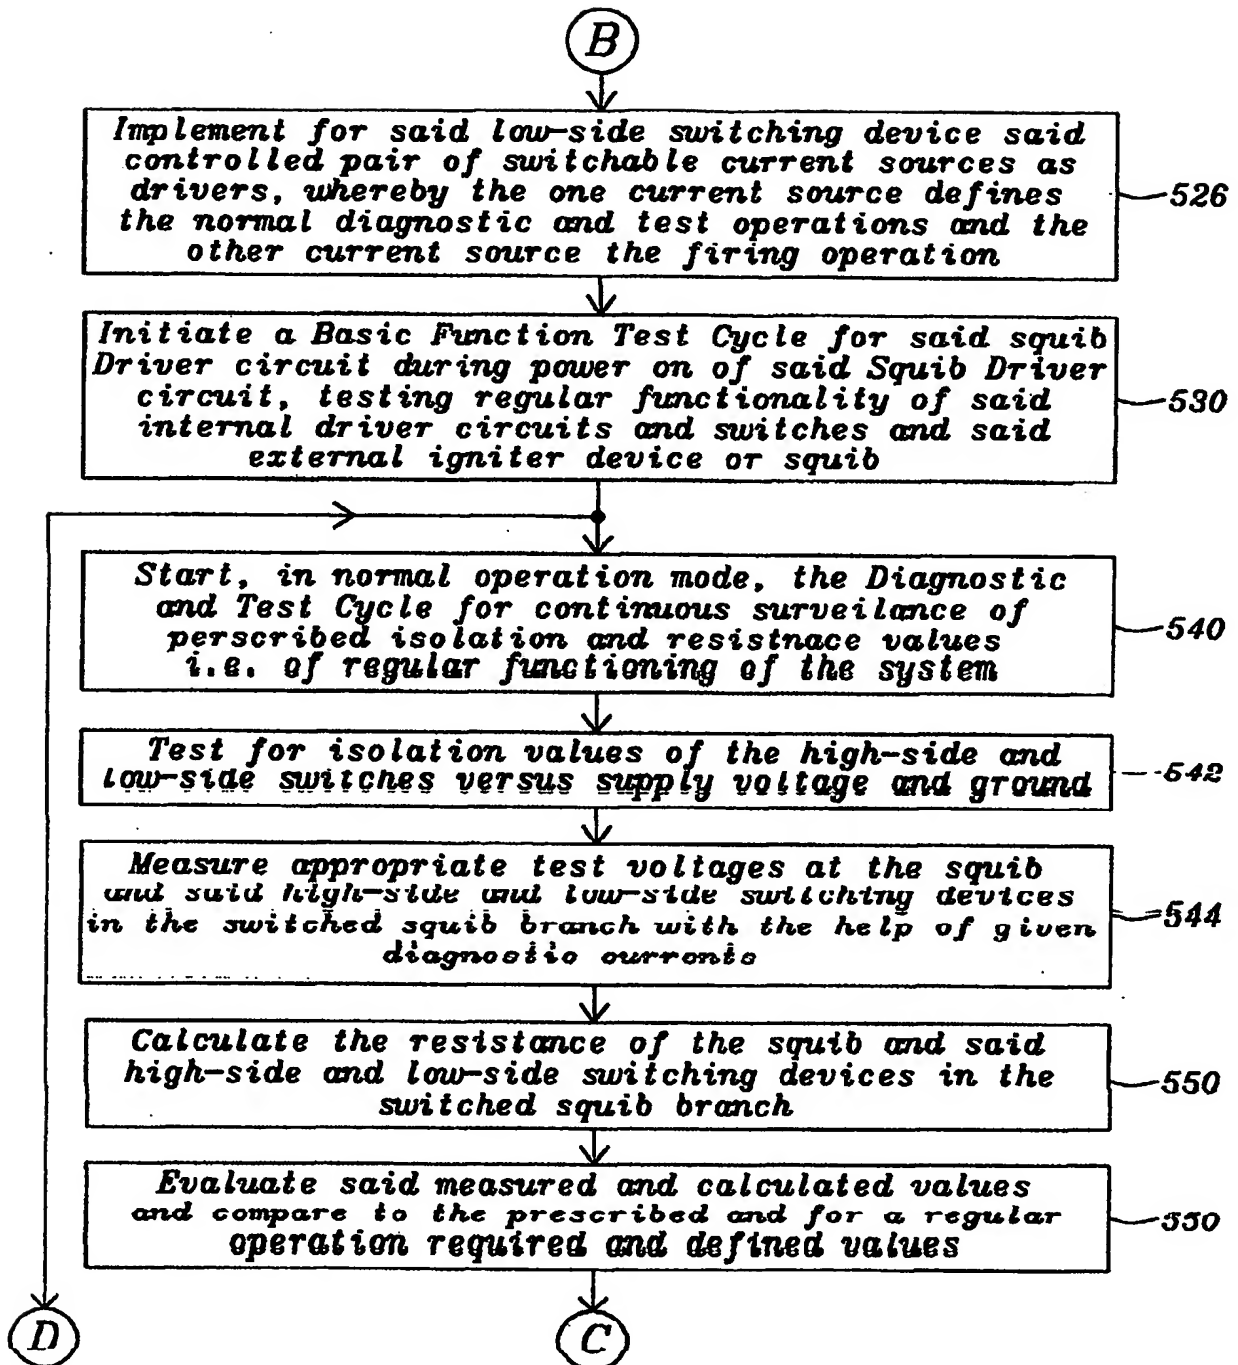 B
Implement for said low-side switching device said
controlled pair of switchable current sources as
drivers, whereby the one current source defines
the normal diagnostic and test operations and the
other current source the firing operation
526
Initiate a Basic Function Test Cycle for said squib
Driver circuit during power on of said Squib Driver
circuit, testing regular functionality of said
internal driver circuits and switches and said
external igniter device or squib
530
Start, in normal operation mode, the Diagnostic
and Test Cycle for continuous surveilance of
perscribed isolation and resistnace values
i.e. of regular functioning of the system
540
Test for isolation values of the high-side and
low-side switches versus supply voltage and ground
542
Measure appropriate test voltages at the squib
and said high-side and low-side switching devices
in the switched squib branch with the help of given
diagnostic currents
544
Calculate the resistance of the squib and said
high-side and low-side switching devices in the
switched squib branch
550
Evaluate said measured and calculated values
and compare to the prescribed and for a regular
operation required and defined values
550
D
C